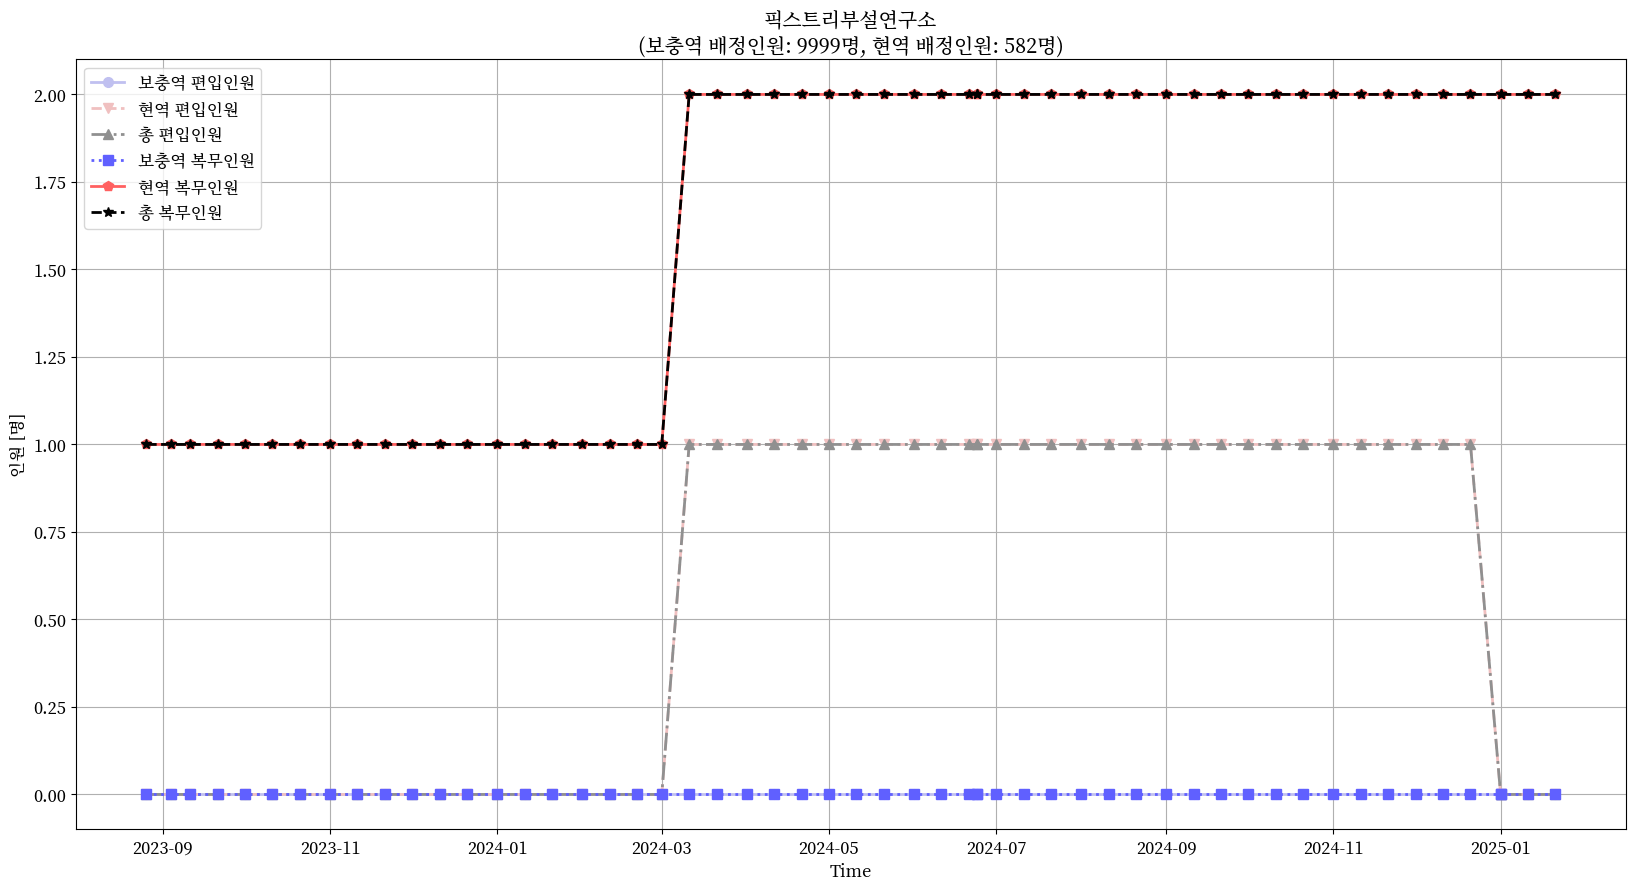 픽스트리부설연구소
(보충역 배정인원: 9999명, 현역 배정인원: 582명)
보충역 편입인원
현역 편입인원
총 편입인원
보충역 복무인원
현역 복무인원
총 복무인원
인원 [명]
2.00
1.75
1.50
1.25
1.00
0.75
0.50
0.25
0.00
2023-09
2023-11
2024-01
2024-03
2024-05
2024-07
2024-09
2024-11
2025-01
Time